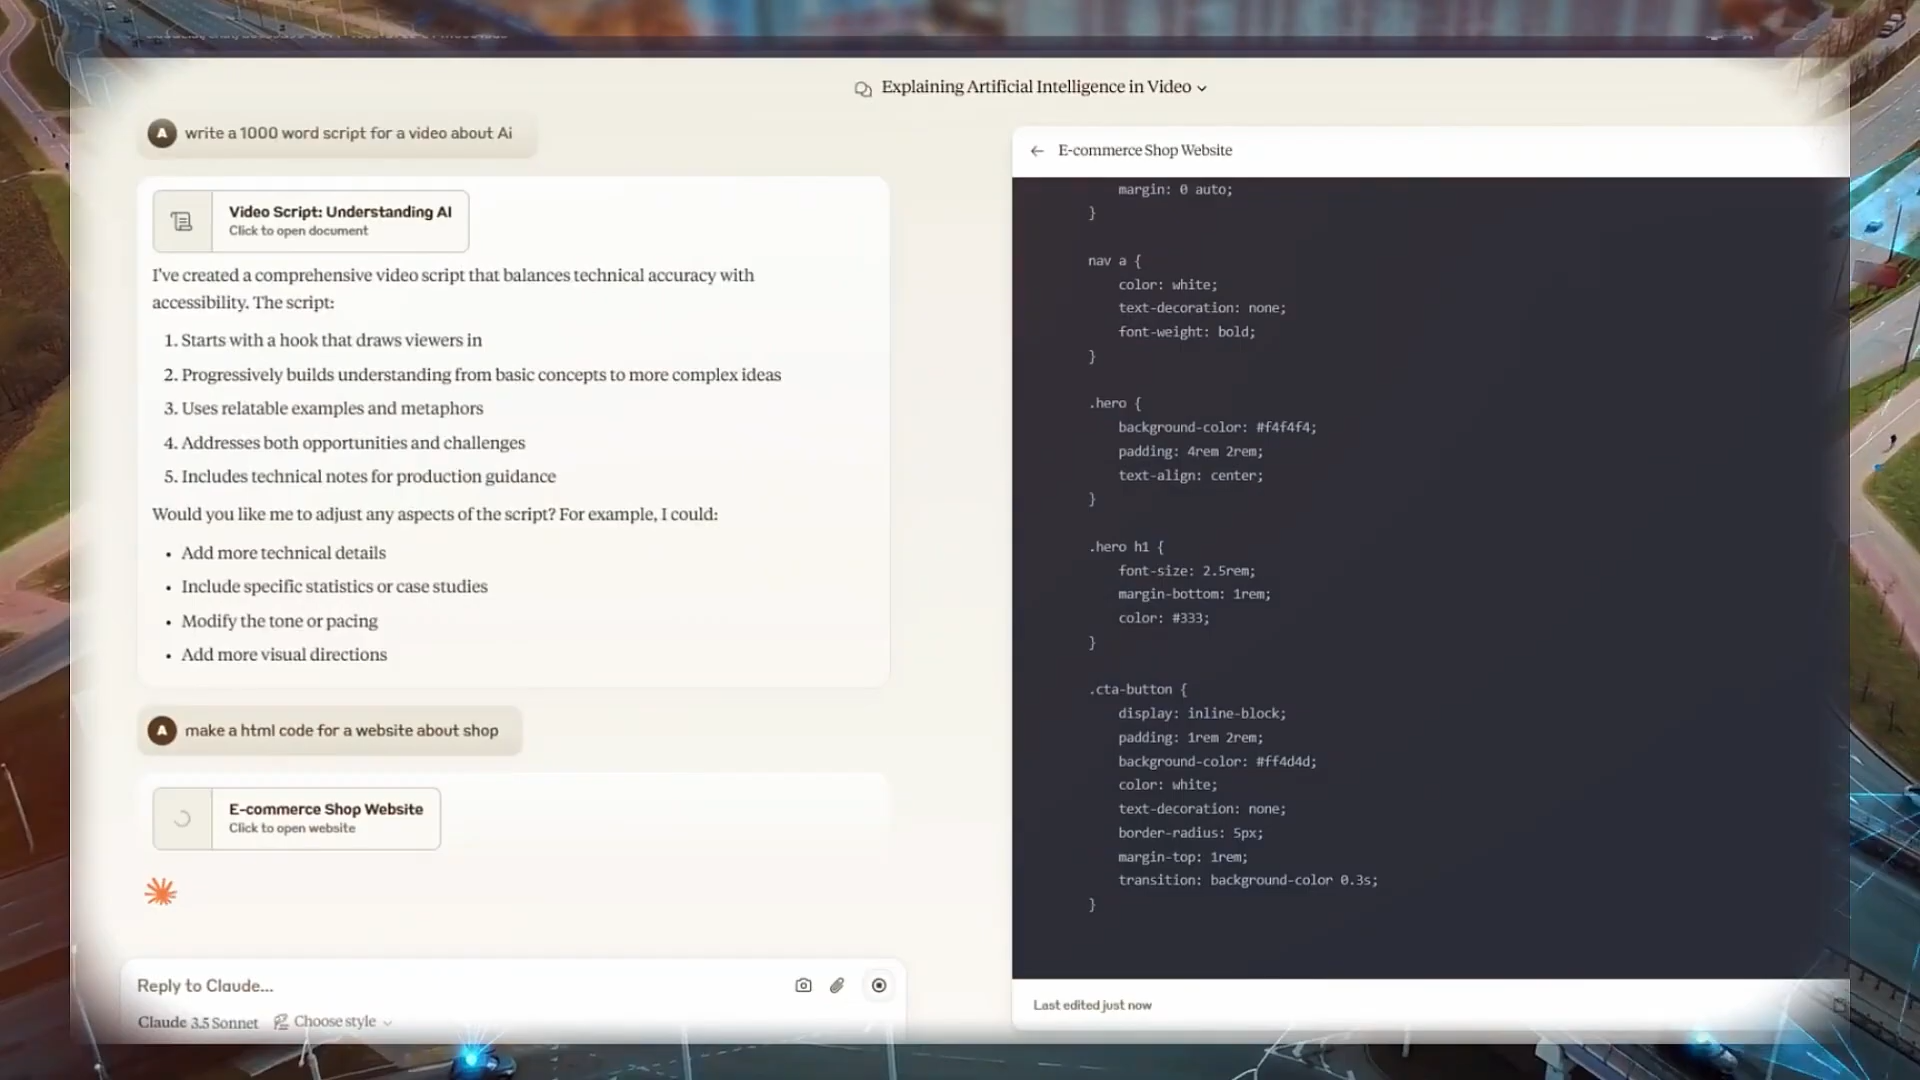 Explaining Artificial Intelligence in Video
A write a 1000 word script for a video about Ai
Video Script: Understanding AI
Click to open document
I've created a comprehensive video script that balances technical accuracy with
accessibility. The script:
1. Starts with a hook that draws viewers in
2. Progressively builds understanding from basic concepts to more complex ideas
3. Uses relatable examples and metaphors
4. Addresses both opportunities and challenges
5. Includes technical notes for production guidance
Would you like me to adjust any aspects of the script? For example, I could:
• Add more technical details
• Include specific statistics or case studies
• Modify the tone or pacing
• Add more visual directions
A make a html code for a website about shop
E-commerce Shop Website
Click to open website
Reply to Claude...
Claude 3.5 Sonnet Choose style
E-commerce Shop Website
margin: 0 auto;
}
nav a {
color: white;
text-decoration: none;
font-weight: bold;
}
.hero {
background-color: #f4f4f4;
padding: 4rem 2rem;
text-align: center;
}
.hero h1 {
font-size: 2.5rem;
margin-bottom: 1rem;
color: #333;
}
.cta-button {
display: inline-block;
padding: 1rem 2rem;
background-color: #ff4d4d;
color: white;
text-decoration: none;
border-radius: 5px;
margin-top: 1rem;
transition: background-color 0.3s;
}
Last edited just now